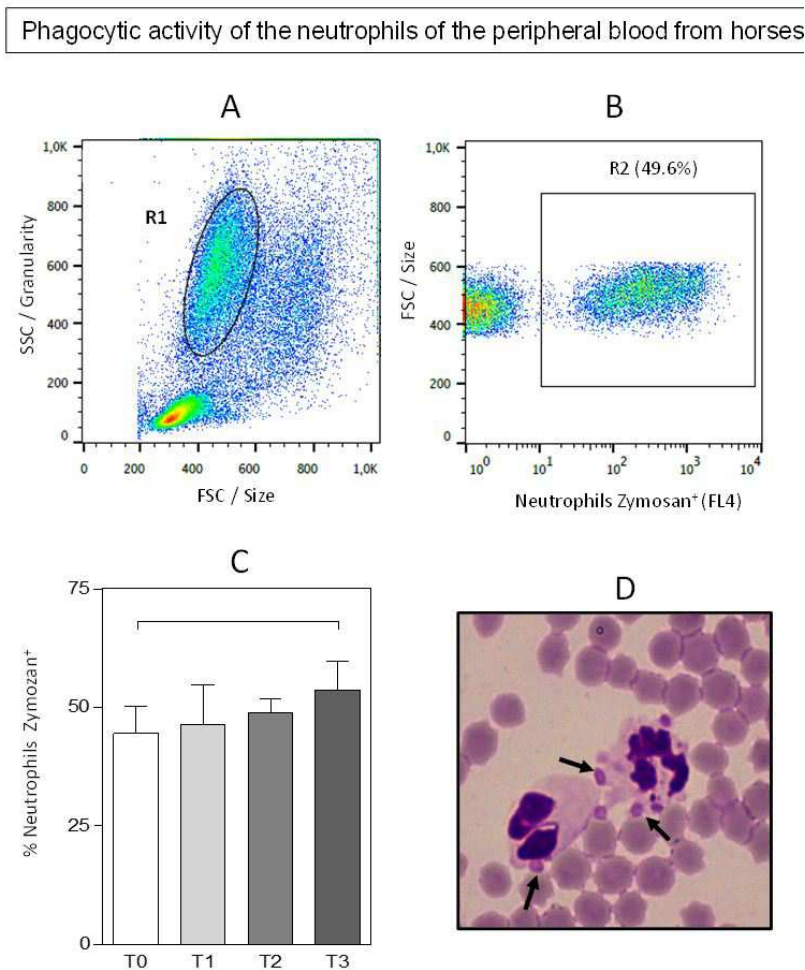 Phagocytic activity of the neutrophils of the peripheral blood from horses
A
B
1,0K
800
600
400
200
0
SSC / Granularity
R1
0 200 400 600 800 1,0K
FSC / Size
R2 (49.6%)
1,0K
800
600
400
200
0
FSC / Size
10⁰ 10¹ 10² 10³ 10⁴
Neutrophils Zymosan⁺ (FL4)
C
75
50
25
0
% Neutrophils Zymozan⁺
T0 T1 T2 T3
D